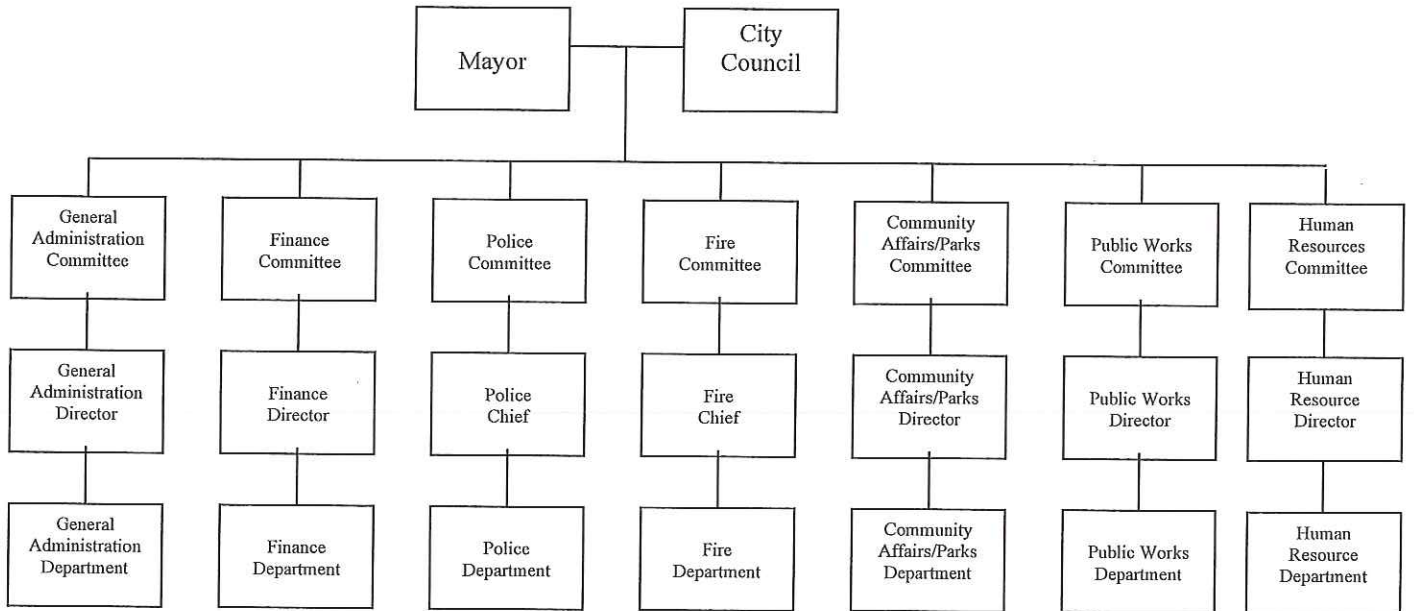 Mayor
City
Council
General
Administration
Committee
Finance
Committee
Police
Committee
Fire
Committee
Community
Affairs/Parks
Committee
Public Works
Committee
Human
Resources
Committee
General
Administration
Director
Finance
Director
Police
Chief
Fire
Chief
Community
Affairs/Parks
Director
Public Works
Director
Human
Resource
Director
General
Administration
Department
Finance
Department
Police
Department
Fire
Department
Community
Affairs/Parks
Department
Public Works
Department
Human
Resource
Department